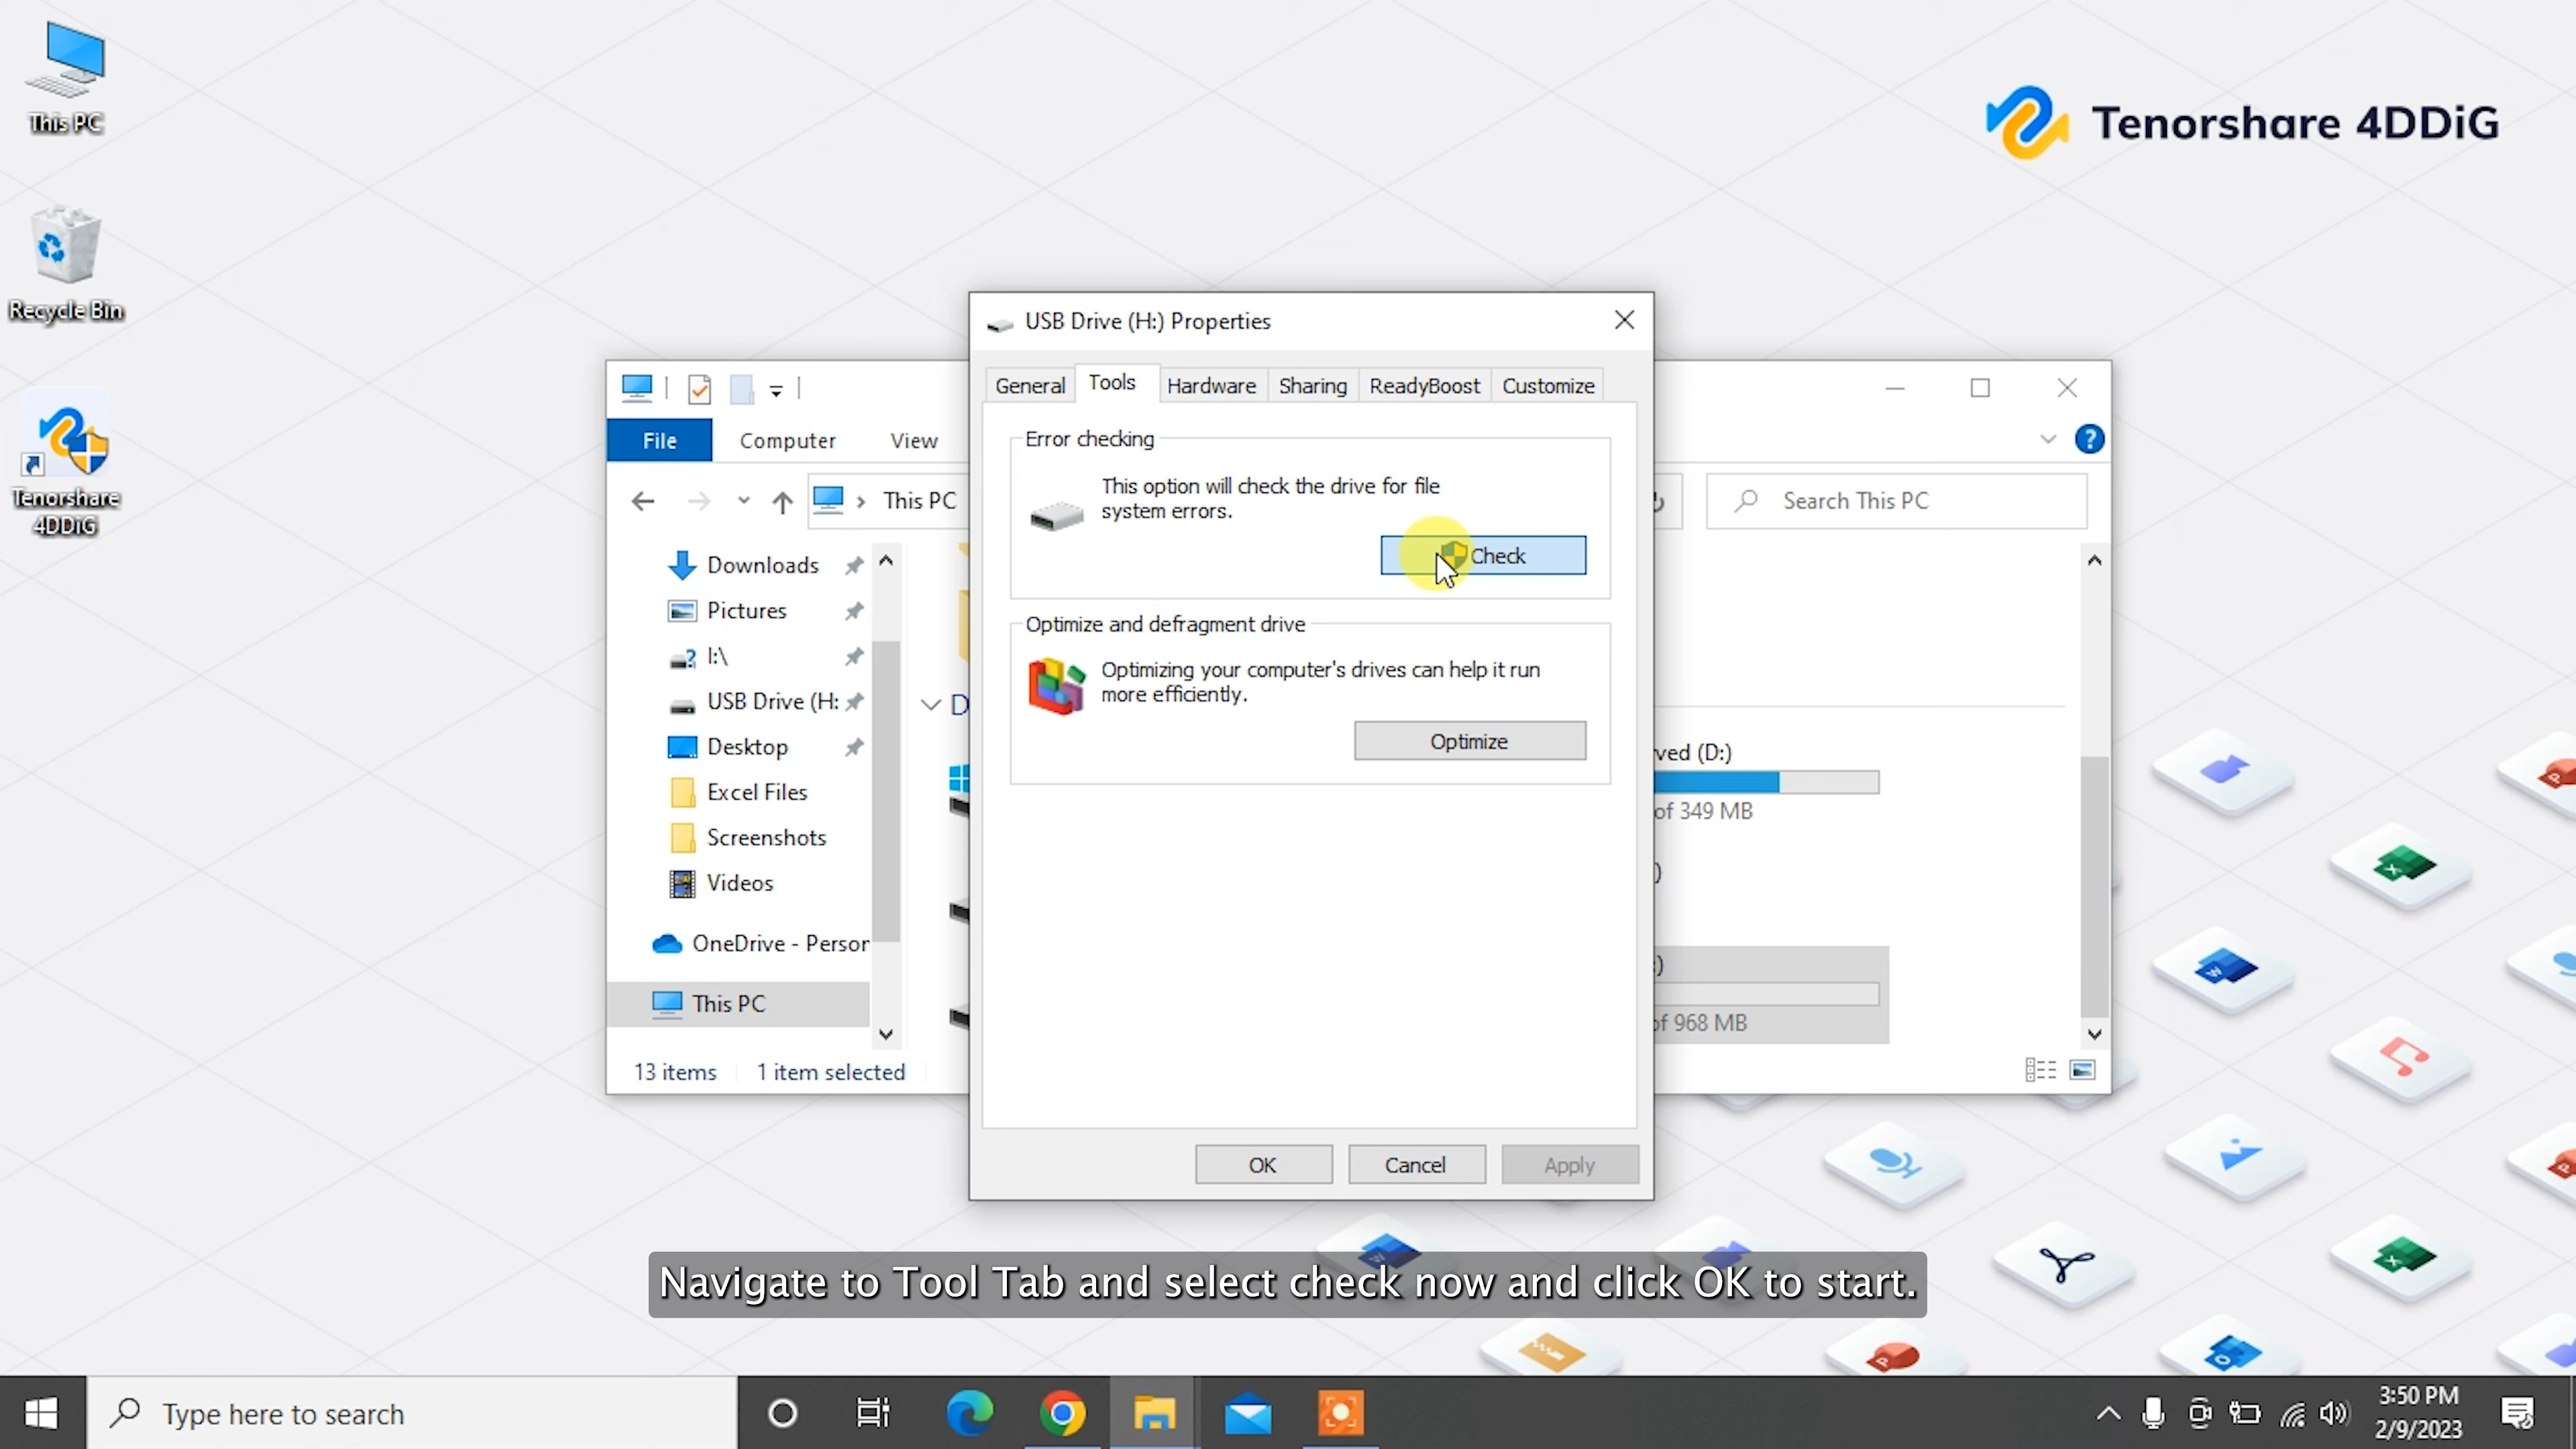 This PC
Recycle Bin
Tenorshare
4DDiG
Tenorshare 4DDiG
USB Drive (H:) Properties
General
Tools
Hardware
Sharing
ReadyBoost
Customize
Error checking
This option will check the drive for file
system errors.
Check
Optimize and defragment drive
Optimizing your computer's drives can help it run
more efficiently.
Optimize
OK
Cancel
Apply
File
Computer
View
This PC
Search This PC
Downloads
Pictures
I:\
USB Drive (H:
Desktop
Excel Files
Screenshots
Videos
OneDrive - Person
This PC
13 items
1 item selected
D
ved (D:)
of 349 MB
)
:)
of 968 MB
Navigate to Tool Tab and select check now and click OK to start.
Type here to search
3:50 PM
2/9/2023